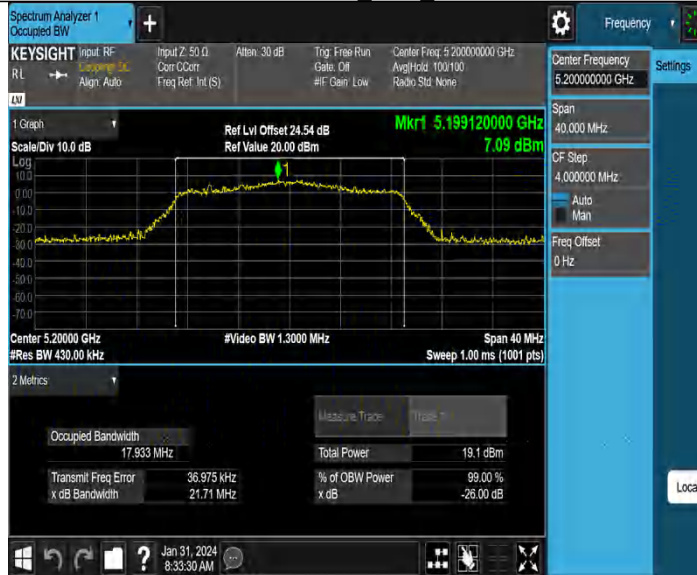 Spectrum Analyzer 1
Occupied BW
+
Frequency
KEYSIGHT
Input: RF
Coupling: DC
Align: Auto
RL
Input Z: 50 Ω
Corr CCorr
Freq Ref: Int (S)
Atten: 30 dB
Trig: Free Run
Gate: Off
#IF Gain: Low
Center Freq: 5.200000000 GHz
Avg|Hold: 100/100
Radio Std: None
LXI
Center Frequency
5.200000000 GHz
Settings
Span
40.000 MHz
CF Step
4.000000 MHz
Auto
Man
Freq Offset
0 Hz
1 Graph
Scale/Div 10.0 dB
Ref Lvl Offset 24.54 dB
Ref Value 20.00 dBm
Mkr1 5.199120000 GHz
7.09 dBm
Log
10.0
0.00
-10.0
-20.0
-30.0
-40.0
-50.0
-60.0
-70.0
1
Center 5.20000 GHz
#Res BW 430.00 kHz
#Video BW 1.3000 MHz
Span 40 MHz
Sweep 1.00 ms (1001 pts)
2 Metrics
Measure Trace
Trace 1
Occupied Bandwidth
17.933 MHz
Total Power
19.1 dBm
Transmit Freq Error
36.975 kHz
% of OBW Power
99.00 %
x dB Bandwidth
21.71 MHz
x dB
-26.00 dB
Loca
?
Jan 31, 2024
8:33:30 AM